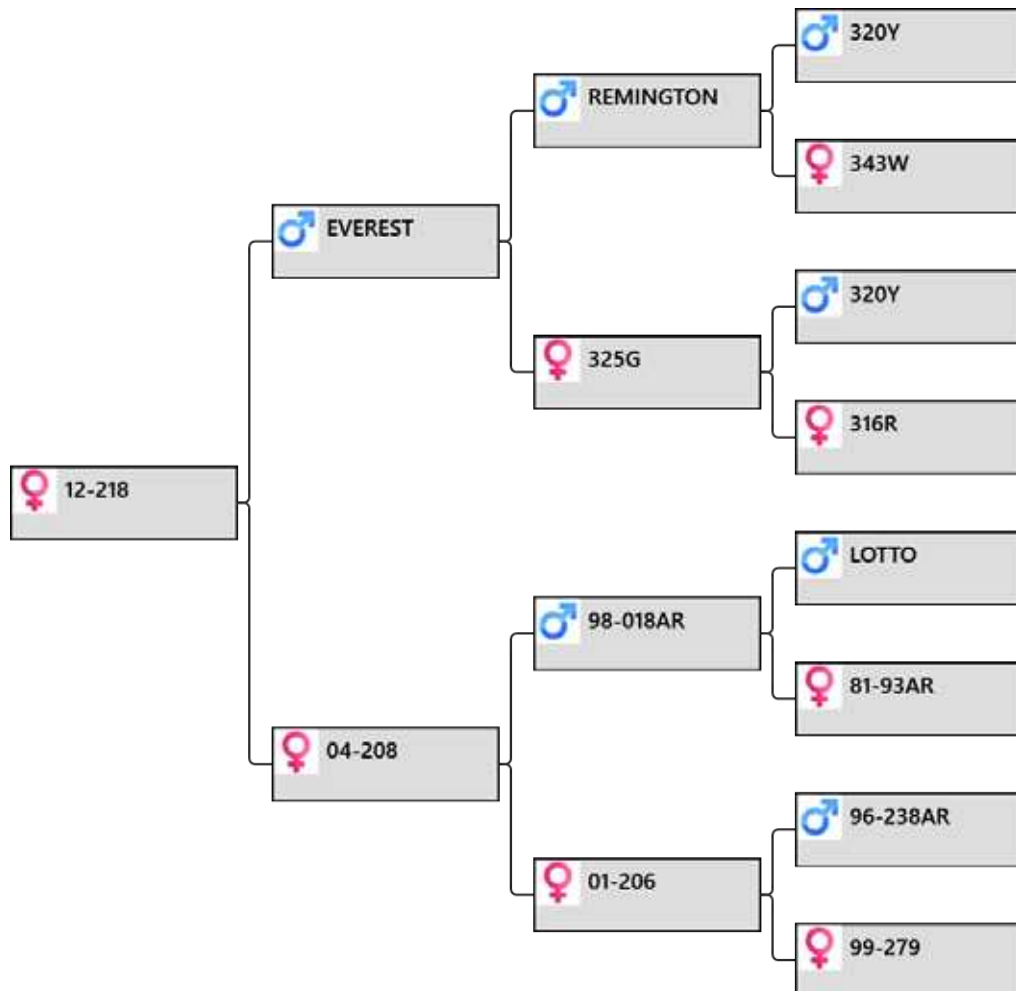 320Y
REMINGTON
343W
EVEREST
320Y
325G
316R
12-218
LOTTO
98-018AR
81-93AR
04-208
96-238AR
01-206
99-279